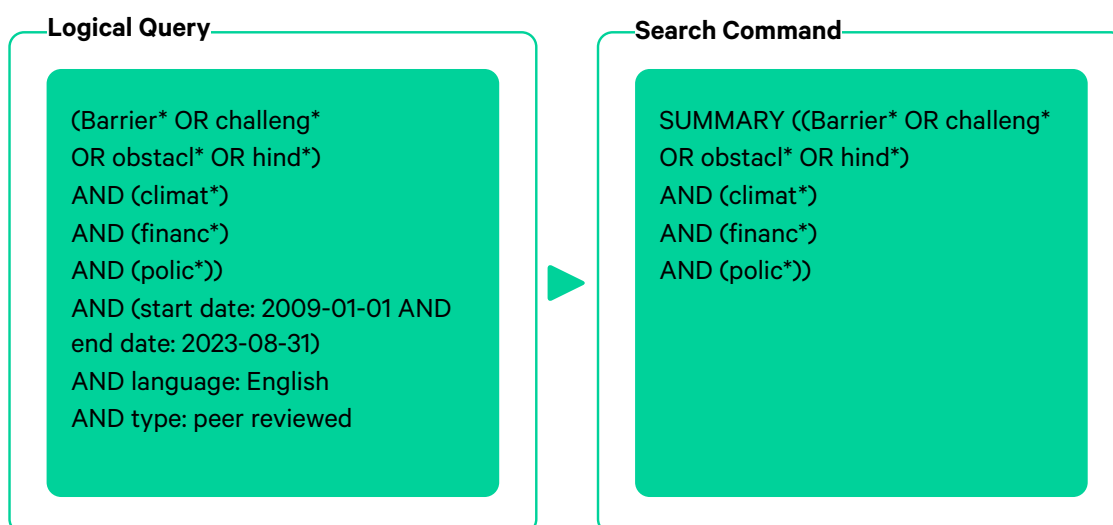 Logical Query
(Barrier* OR challeng*
OR obstacl* OR hind*)
AND (climat*)
AND (financ*)
AND (polic*))
AND (start date: 2009-01-01 AND
end date: 2023-08-31)
AND language: English
AND type: peer reviewed
Search Command
SUMMARY ((Barrier* OR challeng*
OR obstacl* OR hind*)
AND (climat*)
AND (financ*)
AND (polic*))